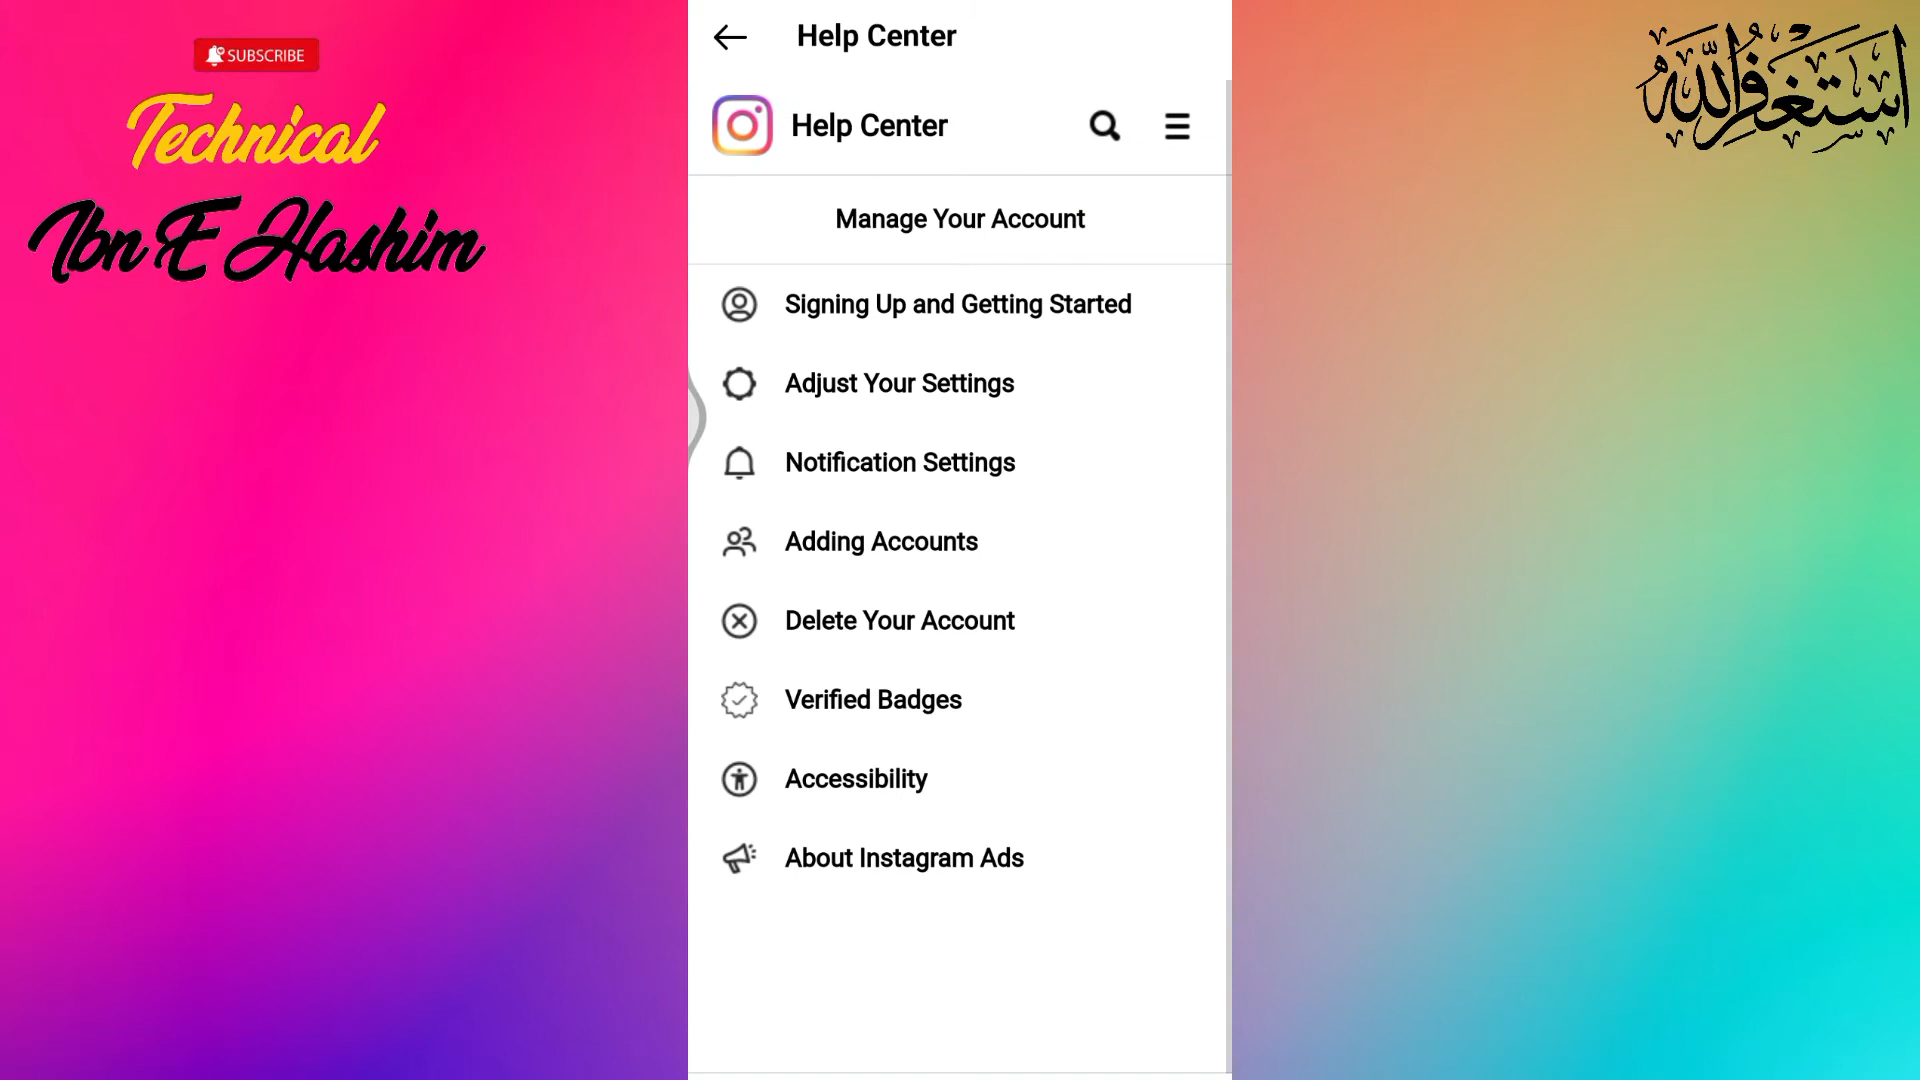 SUBSCRIBE
Technical
Ibn E Hashim
Help Center
Help Center
Manage Your Account
Signing Up and Getting Started
Adjust Your Settings
Notification Settings
Adding Accounts
Delete Your Account
Verified Badges
Accessibility
About Instagram Ads
استغفر الله